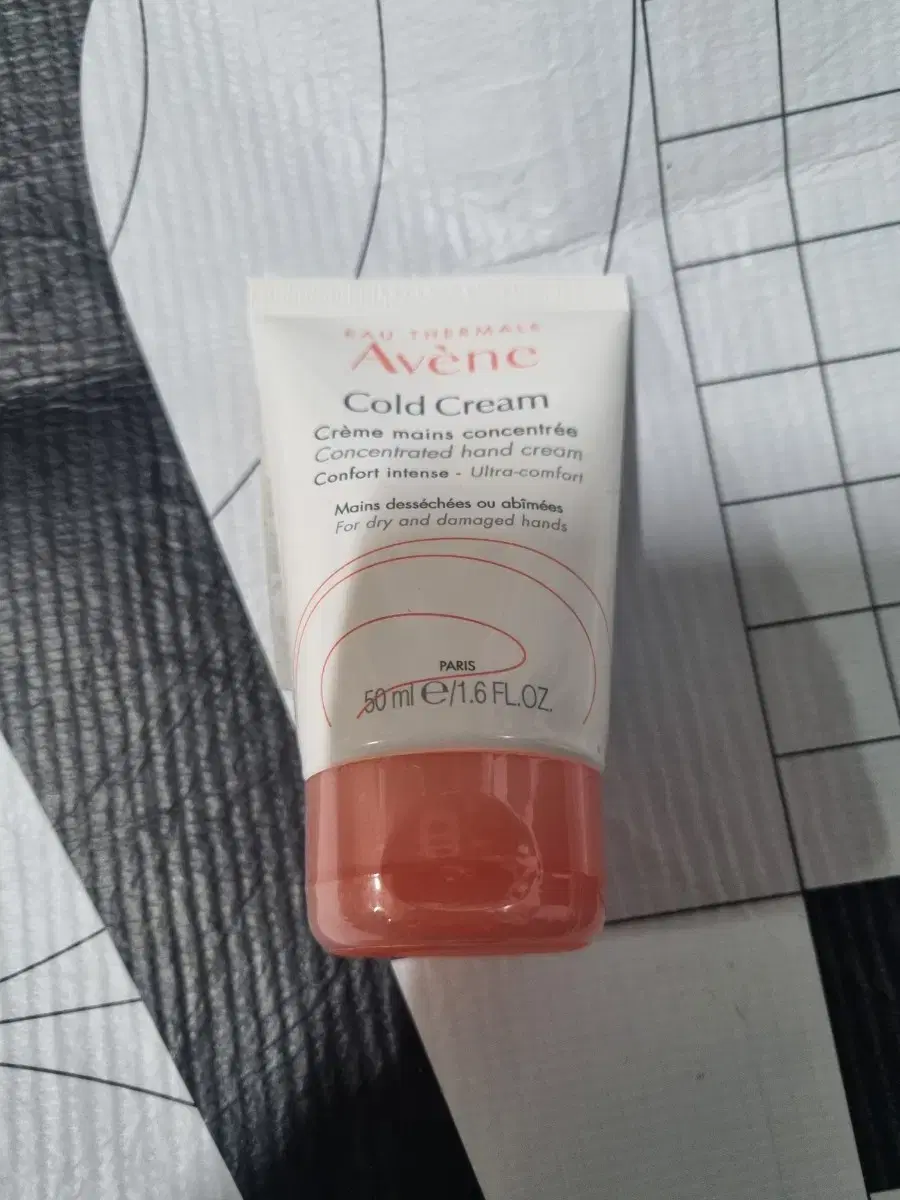 EAU THERMALE
Avène
Cold Cream
Crème mains concentrée
Concentrated hand cream
Confort intense - Ultra-comfort
Mains desséchées ou abîmées
For dry and damaged hands
PARIS
50 ml ℮/1.6 FL.OZ.